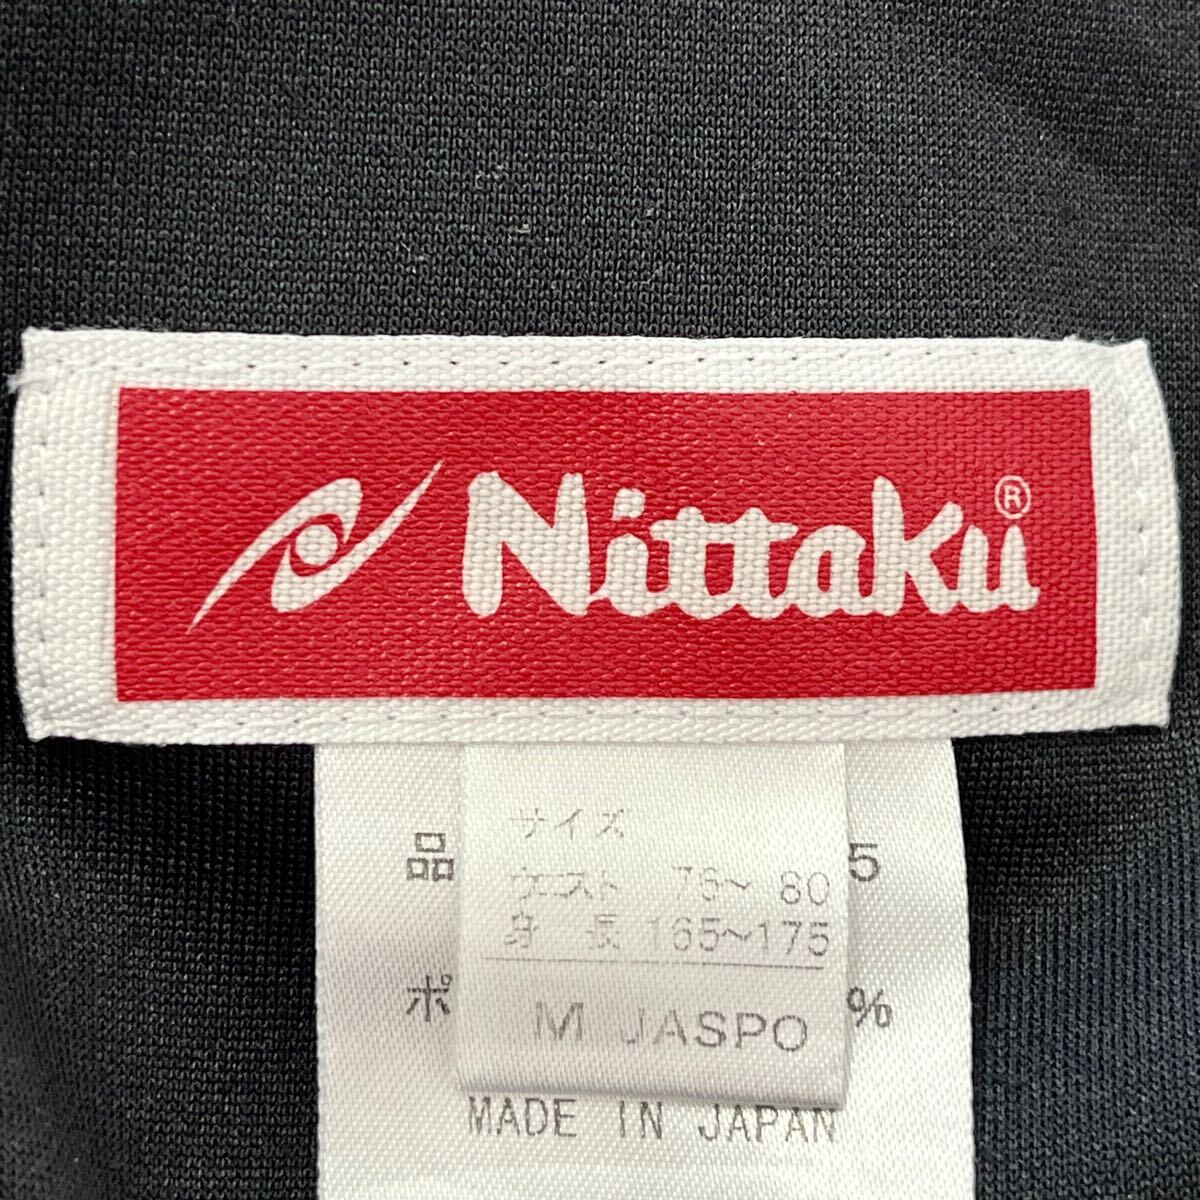 Nittaku®
サイズ
ウエスト 76～80
身長 165～175
M JASPO
品 5
ポ %
MADE IN JAPAN